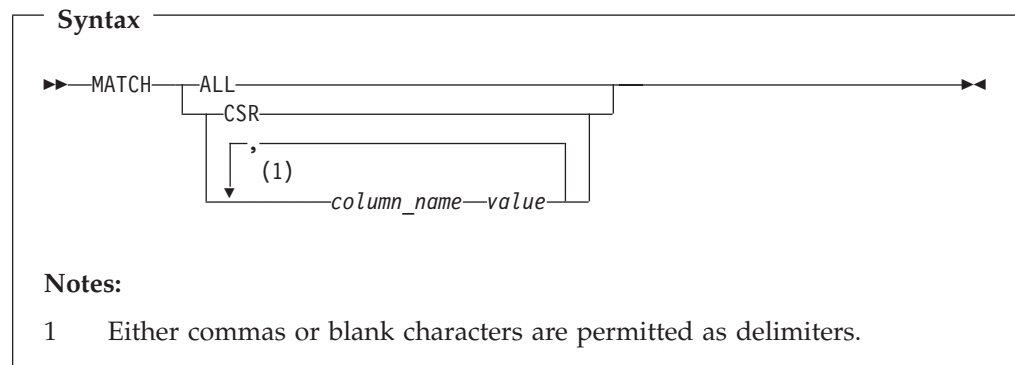 Syntax
MATCH ALL
CSR
,
(1)
column_name value
Notes:
1 Either commas or blank characters are permitted as delimiters.